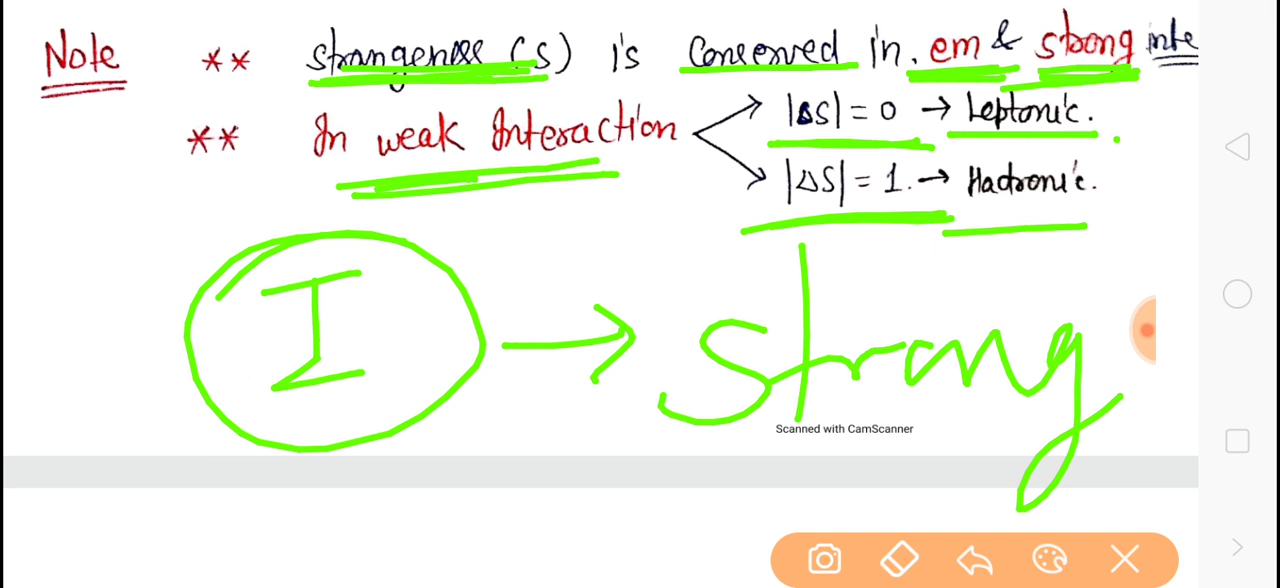 Note ** Strangeness (S) is Conserved in. em & strong inte
** In weak Interaction |ΔS| = 0 → Leptonic.
|ΔS| = 1. → Hadronic.
I → Strong
Scanned with CamScanner